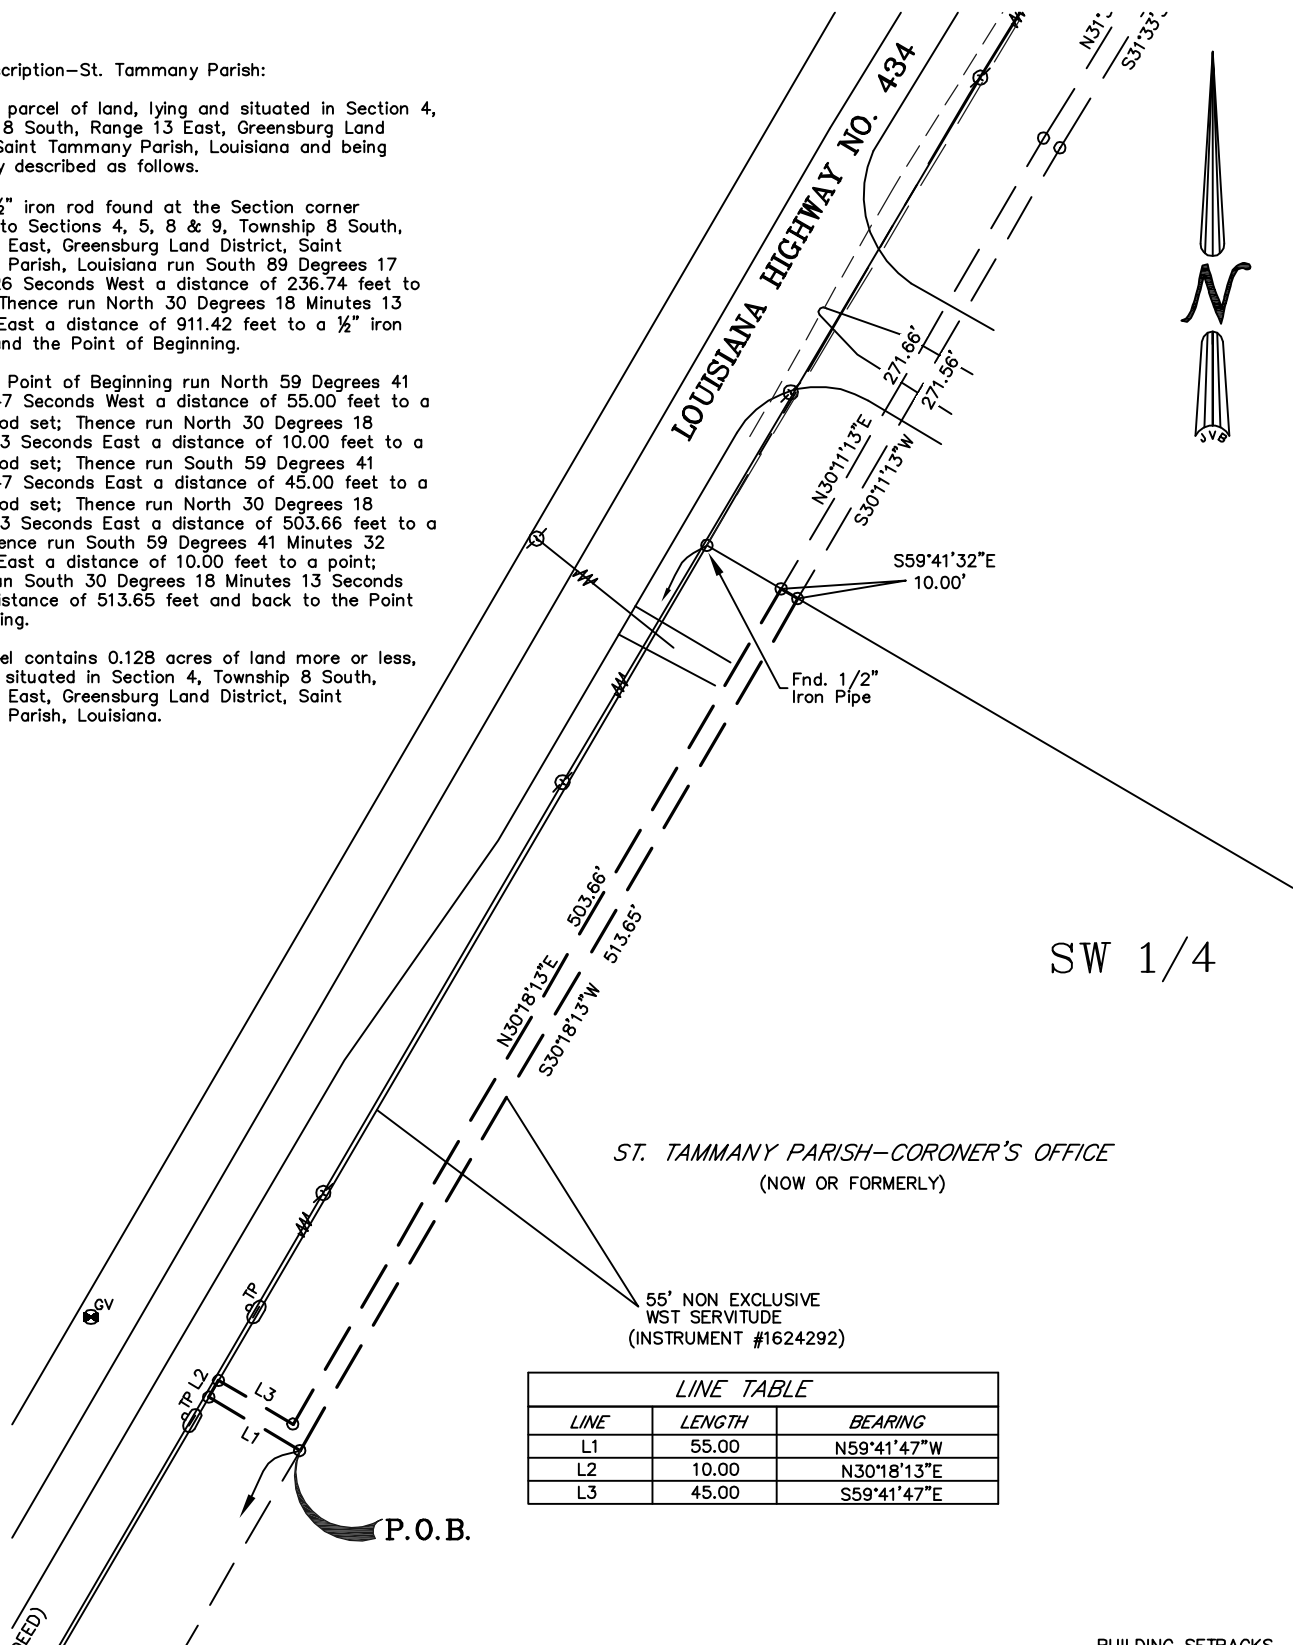 cription-St. Tammany Parish:
parcel of land, lying and situated in Section 4,
8 South, Range 13 East, Greensburg Land
Saint Tammany Parish, Louisiana and being
y described as follows.
½" iron rod found at the Section corner
to Sections 4, 5, 8 & 9, Township 8 South,
East, Greensburg Land District, Saint
Parish, Louisiana run South 89 Degrees 17
26 Seconds West a distance of 236.74 feet to
Thence run North 30 Degrees 18 Minutes 13
East a distance of 911.42 feet to a ½" iron
nd the Point of Beginning.
Point of Beginning run North 59 Degrees 41
47 Seconds West a distance of 55.00 feet to a
od set; Thence run North 30 Degrees 18
3 Seconds East a distance of 10.00 feet to a
od set; Thence run South 59 Degrees 41
47 Seconds East a distance of 45.00 feet to a
od set; Thence run North 30 Degrees 18
3 Seconds East a distance of 503.66 feet to a
ence run South 59 Degrees 41 Minutes 32
East a distance of 10.00 feet to a point;
un South 30 Degrees 18 Minutes 13 Seconds
istance of 513.65 feet and back to the Point
ing.
el contains 0.128 acres of land more or less,
situated in Section 4, Township 8 South,
East, Greensburg Land District, Saint
Parish, Louisiana.
LOUISIANA HIGHWAY NO. 434
S31°33'
N
JVB
271.66'
271.56'
N30°11'13"E
S30°11'13"W
S59°41'32"E
10.00'
Fnd. 1/2"
Iron Pipe
503.66'
513.65'
N30°18'13"E
S30°18'13"W
SW 1/4
ST. TAMMANY PARISH-CORONER'S OFFICE
(NOW OR FORMERLY)
55' NON EXCLUSIVE
WST SERVITUDE
(INSTRUMENT #1624292)
GV
TP
TP
L2
L3
L1
P.O.B.
LINE TABLE
LINE LENGTH BEARING
L1 55.00 N59°41'47"W
L2 10.00 N30°18'13"E
L3 45.00 S59°41'47"E
DEED)
BUILDING SETBACKS